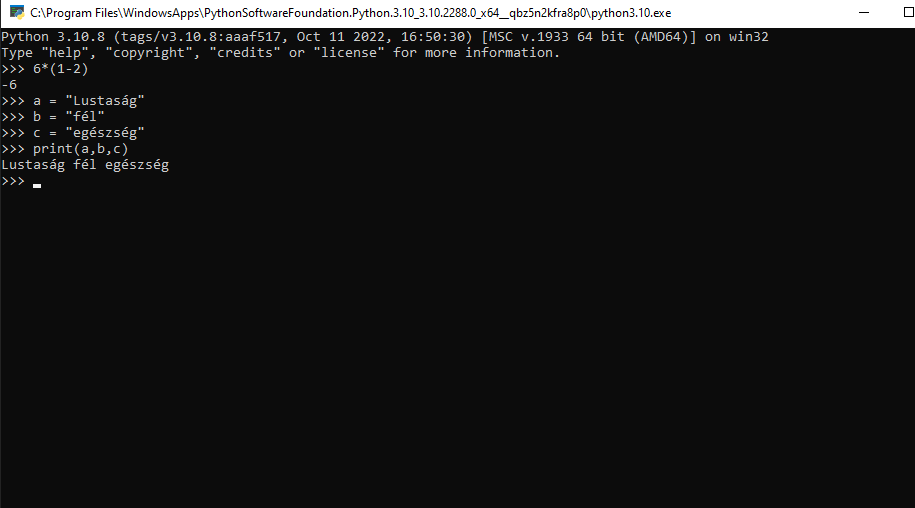 C:\Program Files\WindowsApps\PythonSoftwareFoundation.Python.3.10_3.10.2288.0_x64__qbz5n2kfra8p0\python3.10.exe
Python 3.10.8 (tags/v3.10.8:aaaf517, Oct 11 2022, 16:50:30) [MSC v.1933 64 bit (AMD64)] on win32
Type "help", "copyright", "credits" or "license" for more information.
>>> 6*(1-2)
-6
>>> a = "Lustaság"
>>> b = "fél"
>>> c = "egészség"
>>> print(a,b,c)
Lustaság fél egészség
>>>